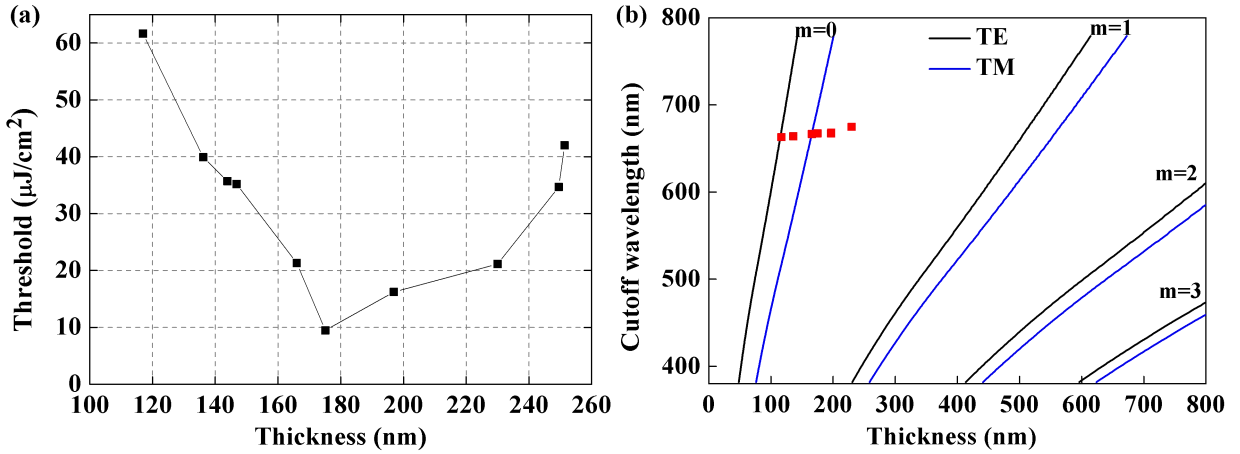 (a)
60
50
40
30
20
10
0
100 120 140 160 180 200 220 240 260
Threshold (μJ/cm²)
Thickness (nm)
(b)
800
700
600
500
400
0 100 200 300 400 500 600 700 800
Cutoff wavelength (nm)
Thickness (nm)
m=0
TE
TM
m=1
m=2
m=3